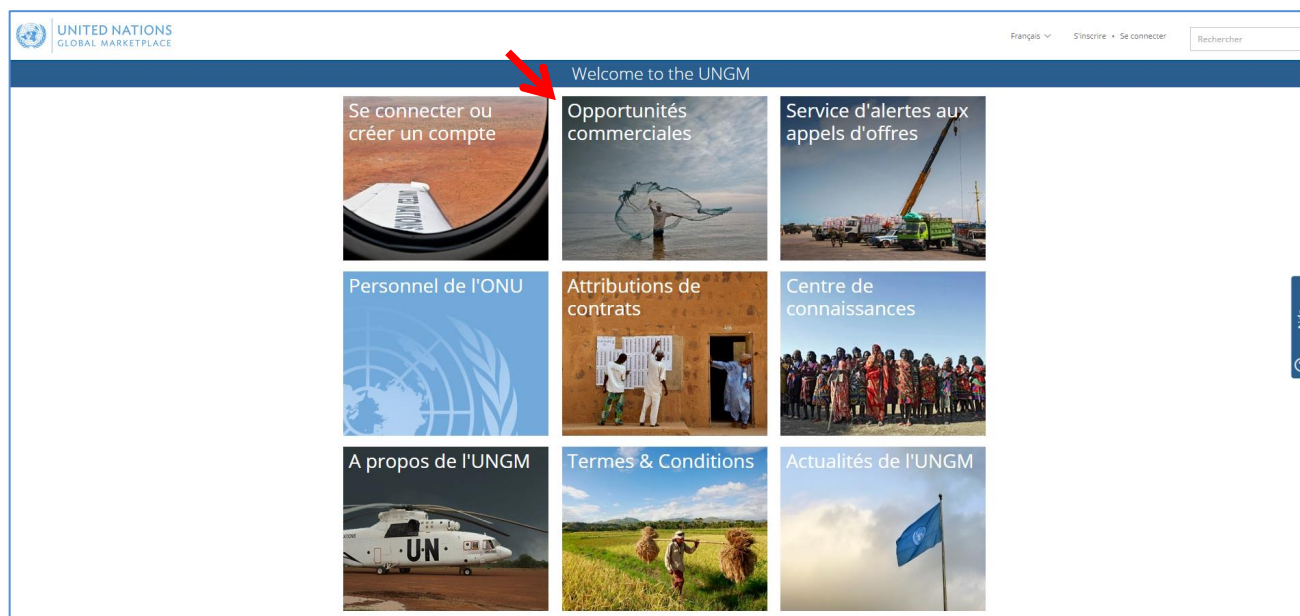 UNITED NATIONS
GLOBAL MARKETPLACE
Français
S'inscrire • Se connecter
Rechercher
Welcome to the UNGM
Se connecter ou
créer un compte
Opportunités
commerciales
Service d'alertes aux
appels d'offres
Personnel de l'ONU
Attributions de
contrats
Centre de
connaissances
A propos de l'UNGM
Termes & Conditions
Actualités de l'UNGM
UN